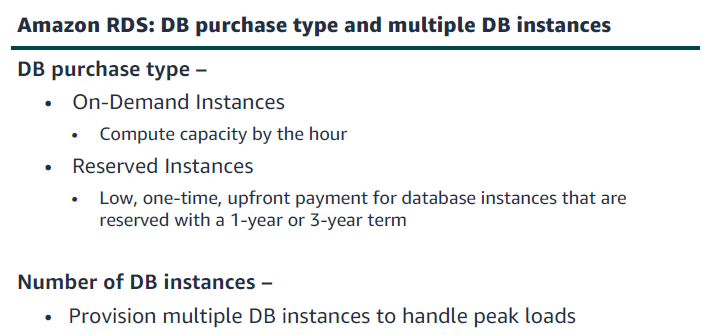 Amazon RDS: DB purchase type and multiple DB instances
DB purchase type –
• On-Demand Instances
• Compute capacity by the hour
• Reserved Instances
• Low, one-time, upfront payment for database instances that are
reserved with a 1-year or 3-year term
Number of DB instances –
• Provision multiple DB instances to handle peak loads